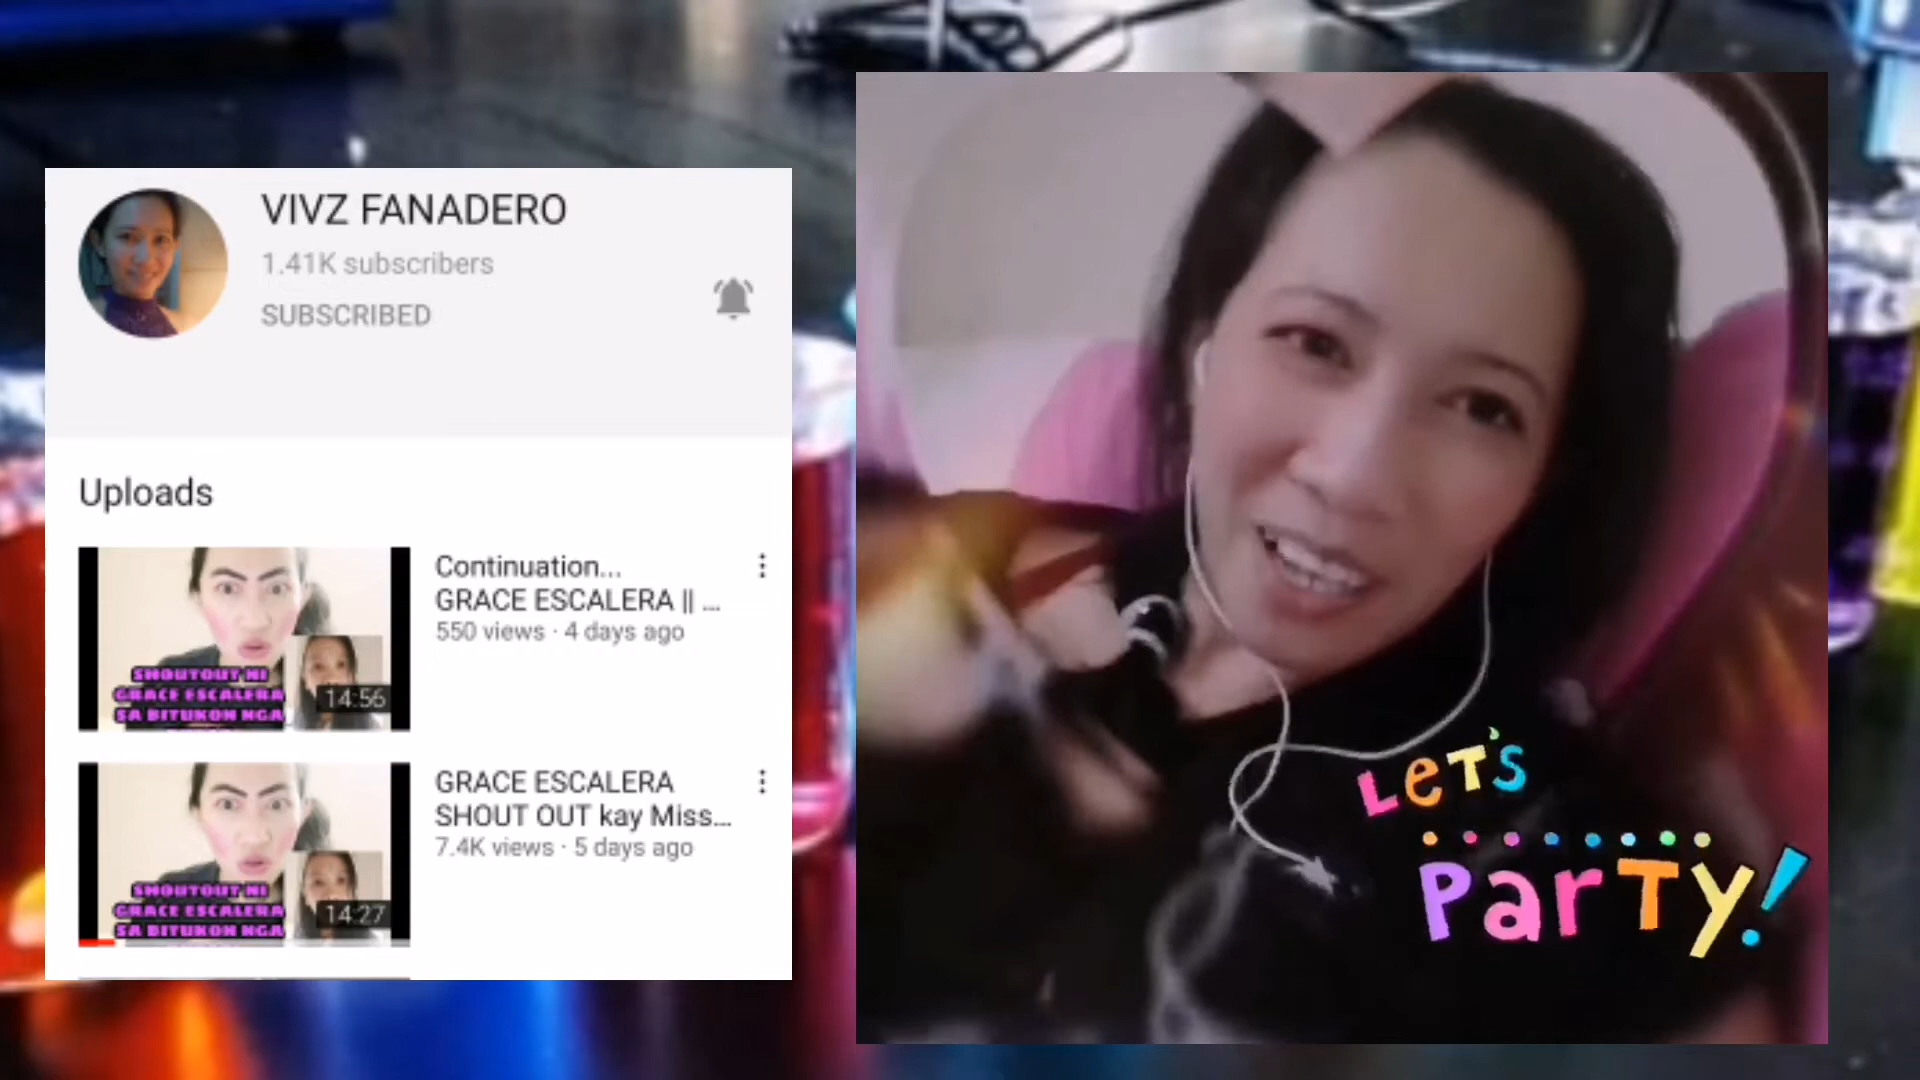 VIVZ FANADERO
1.41K subscribers
SUBSCRIBED
Uploads
Continuation...
GRACE ESCALERA || ...
550 views · 4 days ago
SHOUTOUT NI
GRACE ESCALERA
SA BITUKON NGA
14:56
GRACE ESCALERA
SHOUT OUT kay Miss...
7.4K views · 5 days ago
SHOUTOUT NI
GRACE ESCALERA
SA BITUKON NGA
14:27
LET'S
PARTY!